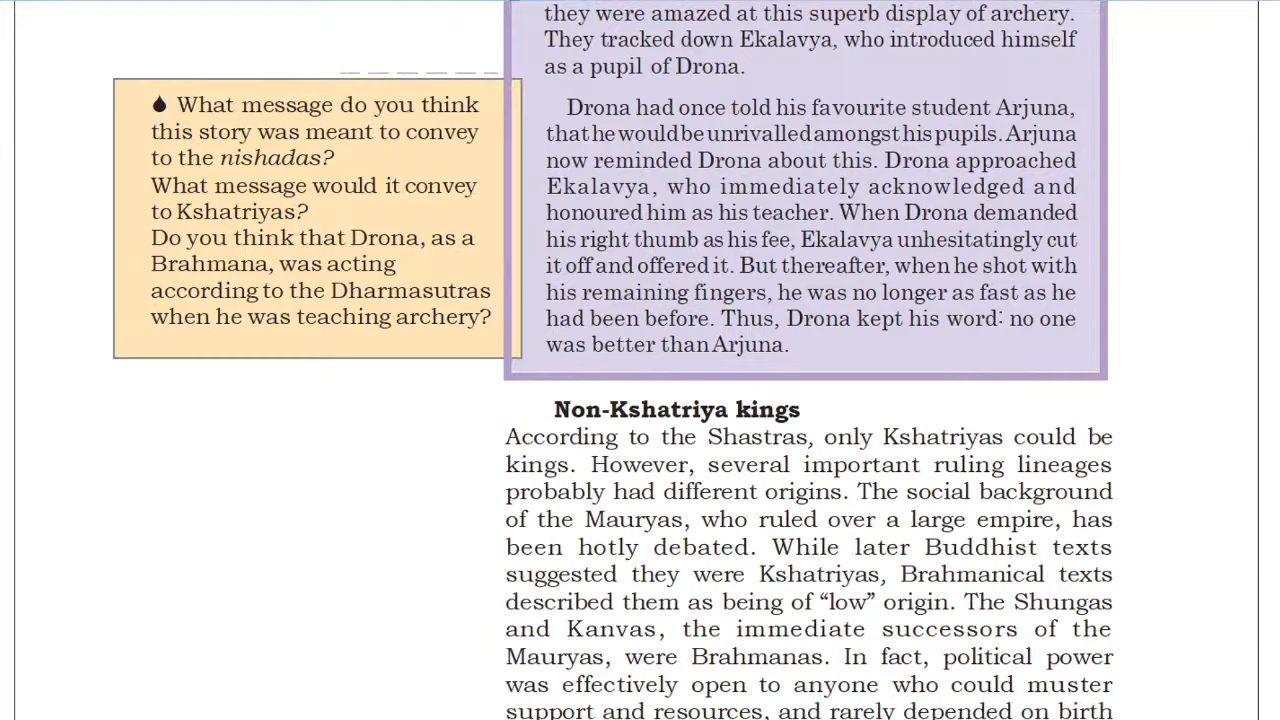 they were amazed at this superb display of archery.
They tracked down Ekalavya, who introduced himself
as a pupil of Drona.
Drona had once told his favourite student Arjuna,
that he would be unrivalled amongst his pupils. Arjuna
now reminded Drona about this. Drona approached
Ekalavya, who immediately acknowledged and
honoured him as his teacher. When Drona demanded
his right thumb as his fee, Ekalavya unhesitatingly cut
it off and offered it. But thereafter, when he shot with
his remaining fingers, he was no longer as fast as he
had been before. Thus, Drona kept his word: no one
was better than Arjuna.
What message do you think
this story was meant to convey
to the nishadas?
What message would it convey
to Kshatriyas?
Do you think that Drona, as a
Brahmana, was acting
according to the Dharmasutras
when he was teaching archery?
Non-Kshatriya kings
According to the Shastras, only Kshatriyas could be
kings. However, several important ruling lineages
probably had different origins. The social background
of the Mauryas, who ruled over a large empire, has
been hotly debated. While later Buddhist texts
suggested they were Kshatriyas, Brahmanical texts
described them as being of “low” origin. The Shungas
and Kanvas, the immediate successors of the
Mauryas, were Brahmanas. In fact, political power
was effectively open to anyone who could muster
support and resources, and rarely depended on birth